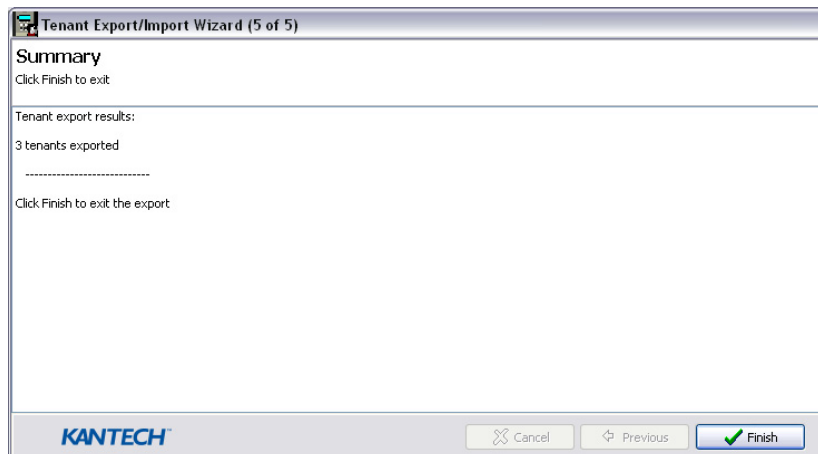 Tenant Export/Import Wizard (5 of 5)
Summary
Click Finish to exit
Tenant export results:
3 tenants exported
----------------------------
Click Finish to exit the export
KANTECH™
Cancel
Previous
Finish